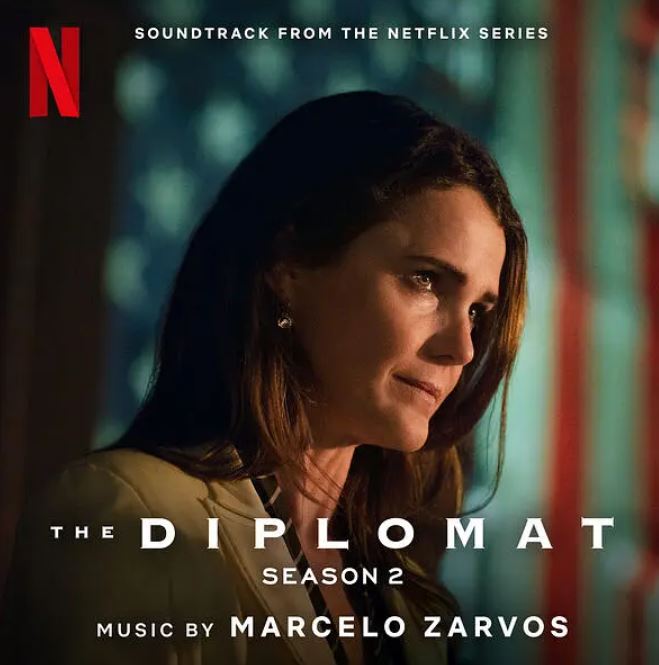 SOUNDTRACK FROM THE NETFLIX SERIES
N
THE DIPLOMAT
SEASON 2
MUSIC BY MARCELO ZARVOS